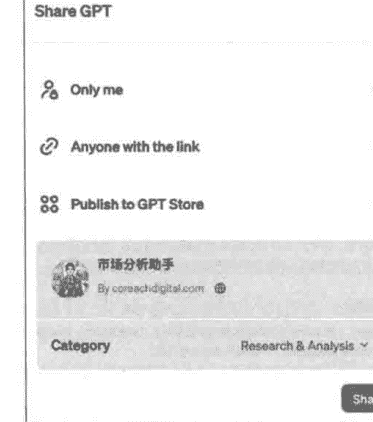 Share GPT
Only me
Anyone with the link
Publish to GPT Store
市场分析助手
By coreachdigital.com
Category Research & Analysis
Sha